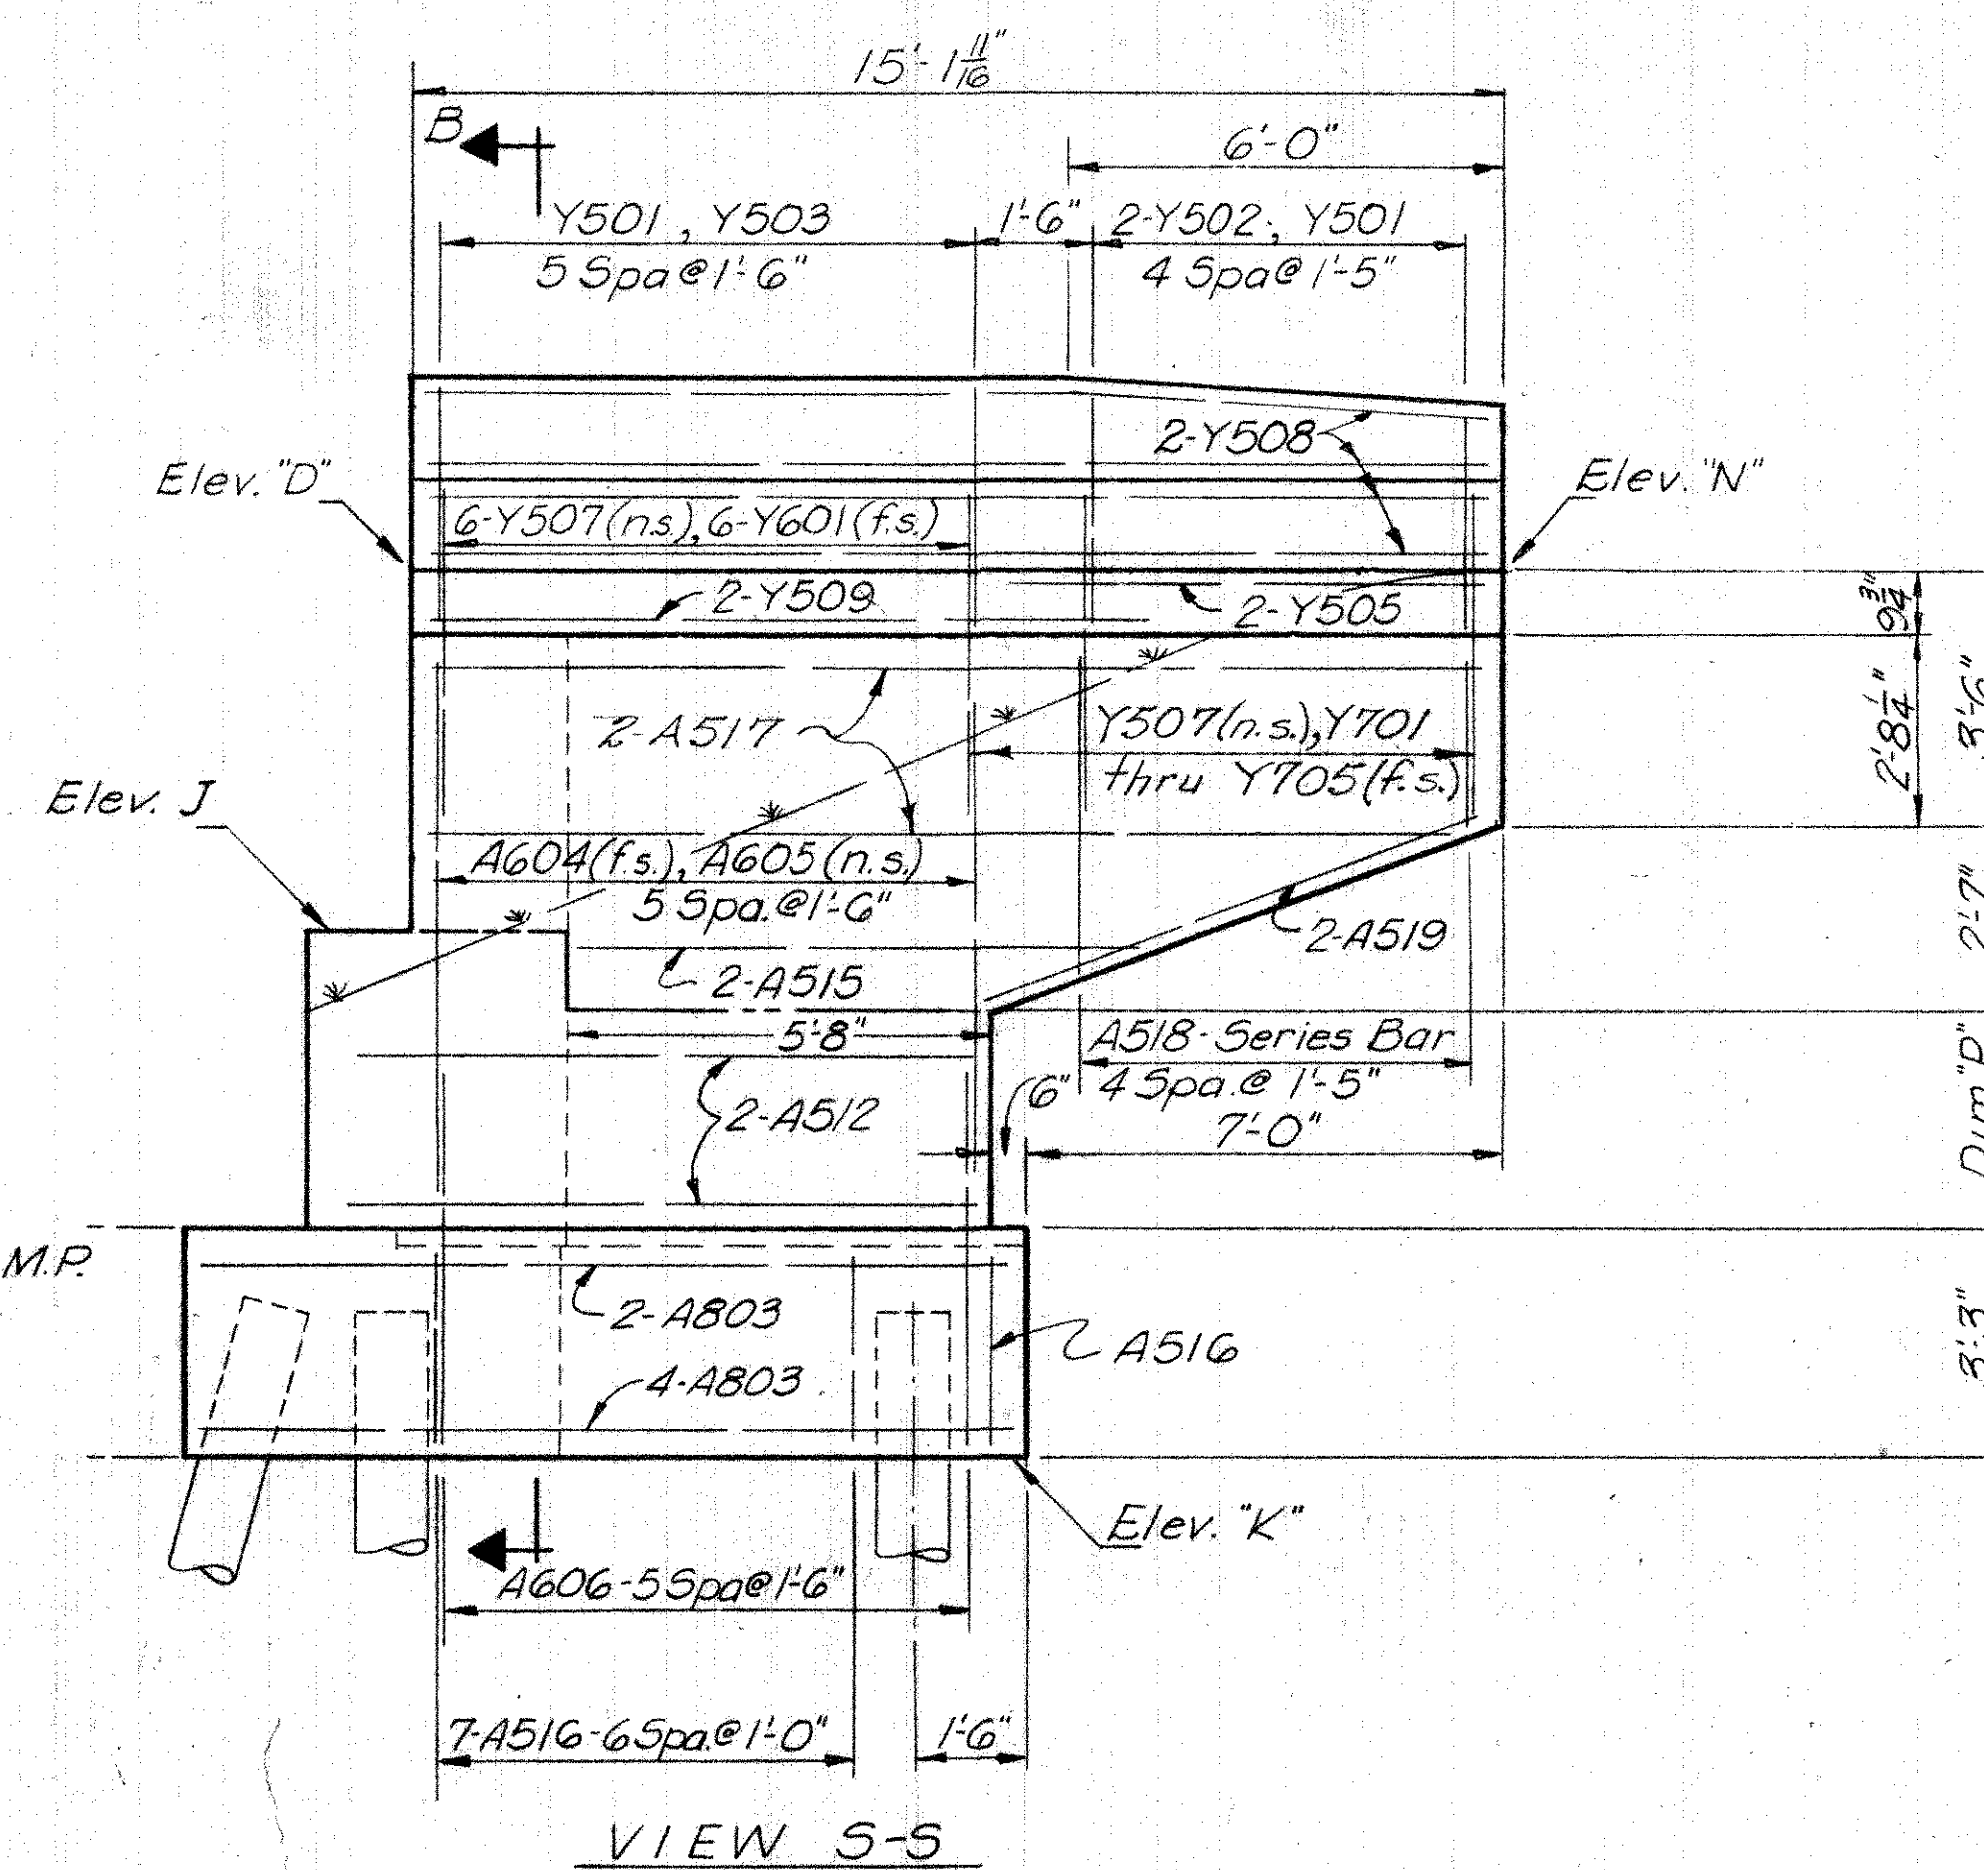 15'-1 11/16"
B
6'-0"
Y501 , Y503
1'-6"
2-Y502, Y501
5 Spa @ 1'-6"
4 Spa @ 1'-5"
2-Y508
Elev. "D"
Elev. "N"
6-Y507(n.s.), 6-Y601(f.s.)
2-Y509
2-Y505
9 3/4"
2'-8 1/4"
3'-6"
2-A517
Y507(n.s.), Y701
thru Y705(f.s.)
Elev. J
A604(f.s.), A605(n.s.)
5 Spa. @ 1'-6"
2-A519
2'-7"
2-A515
5'-8"
A518-Series Bar
4 Spa. @ 1'-5"
6"
7'-0"
Dim "D"
2-A512
M.P.
2-A803
A516
3'-3"
4-A803
Elev. "K"
A606-5 Spa @ 1'-6"
7-A516-6 Spa. @ 1'-0"
1'-6"
VIEW S-S